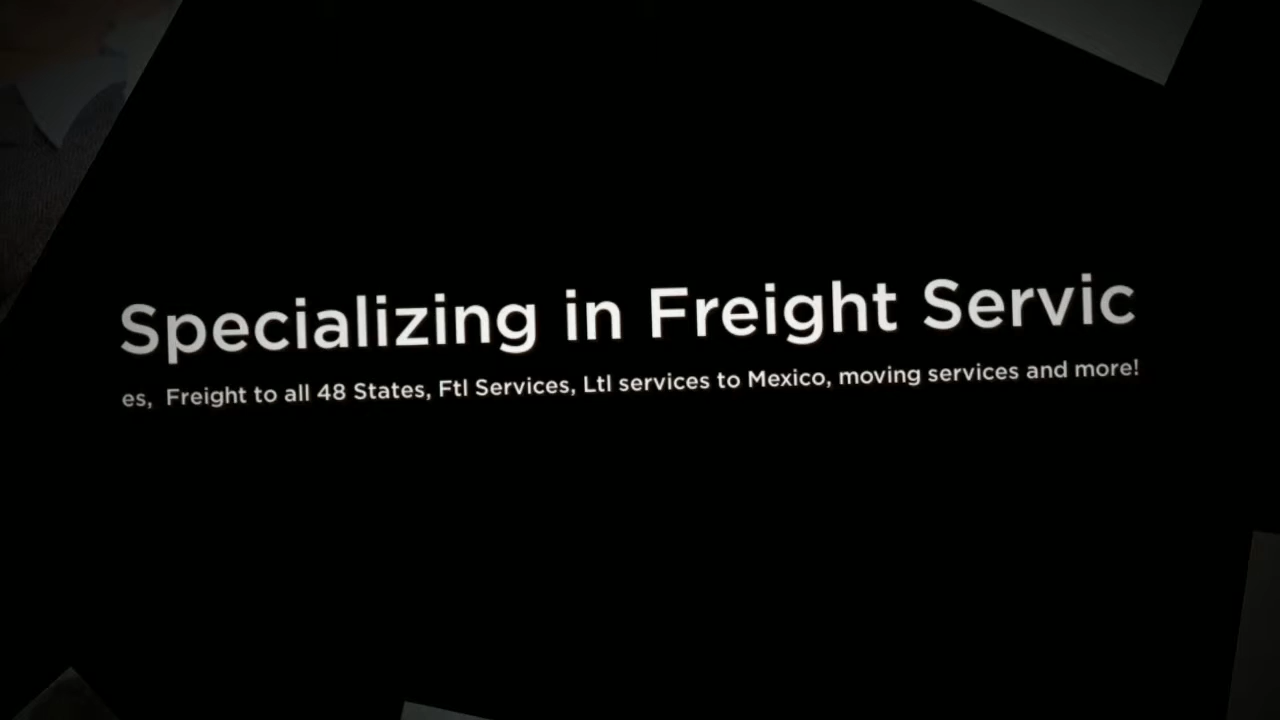 Specializing in Freight Servic
es,  Freight to all 48 States, Ftl Services, Ltl services to Mexico, moving services and more!